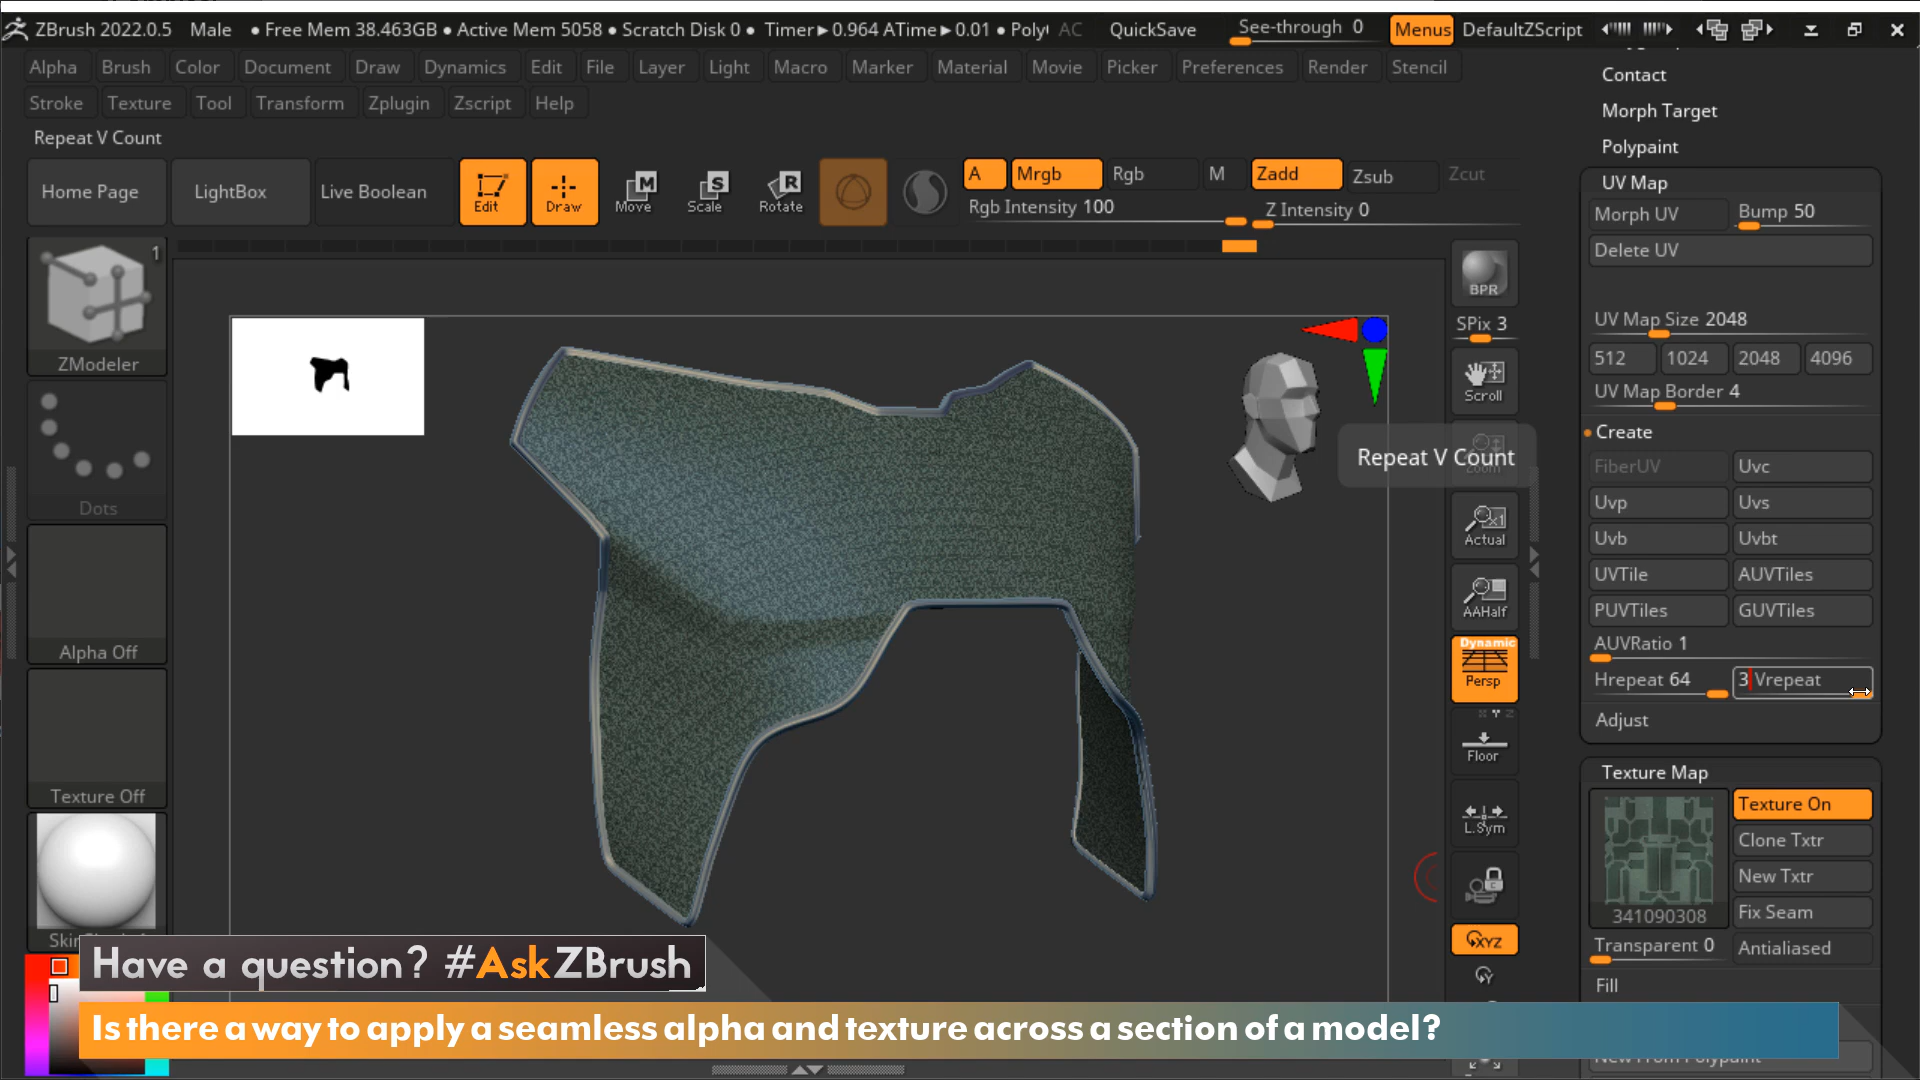 ZBrush 2022.0.5 Male • Free Mem 38.463GB • Active Mem 5058 • Scratch Disk 0 • Timer▶0.964 ATime▶0.01 • Poly AC QuickSave See-through 0 Menus DefaultZScript
Alpha Brush Color Document Draw Dynamics Edit File Layer Light Macro Marker Material Movie Picker Preferences Render Stencil
Stroke Texture Tool Transform Zplugin Zscript Help
Repeat V Count
Home Page LightBox Live Boolean Edit Draw M Move S Scale R Rotate
A Mrgb Rgb M Zadd Zsub Zcut
Rgb Intensity 100 Z Intensity 0
1
ZModeler
Dots
Alpha Off
Texture Off
Repeat V Count
BPR
SPix 3
Scroll
Zoom
x1
Actual
AAHalf
Dynamic
Persp
X Y Z
Floor
L.Sym
XYZ
Y
Contact
Morph Target
Polypaint
UV Map
Morph UV Bump 50
Delete UV
UV Map Size 2048
512 1024 2048 4096
UV Map Border 4
Create
FiberUV Uvc
Uvp Uvs
Uvb Uvbt
UVTile AUVTiles
PUVTiles GUVTiles
AUVRatio 1
Hrepeat 64 3 Vrepeat
Adjust
Texture Map
Texture On
Clone Txtr
New Txtr
341090308 Fix Seam
Transparent 0 Antialiased
Fill
New From Polypaint
Have a question? #AskZBrush
Is there a way to apply a seamless alpha and texture across a section of a model?